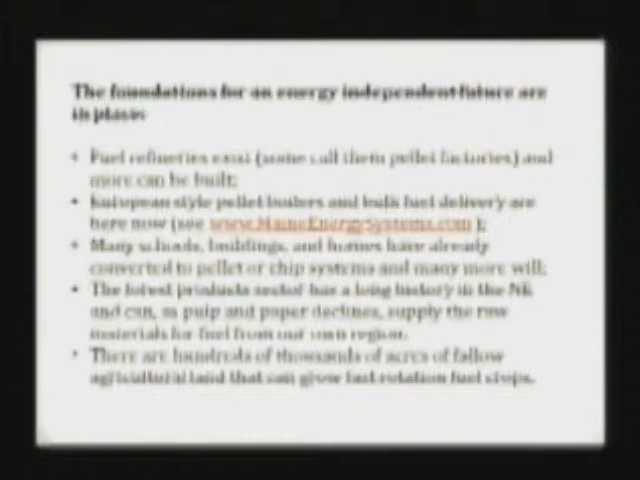 The foundations for an energy independent future are
in place:
• Fuel refineries exist (some call them pellet factories) and
more can be built;
• European style pellet boilers and bulk fuel delivery are
here now (see www.MaineEnergySystems.com );
• Many schools, buildings, and homes have already
converted to pellet or chip systems and many more will;
• The forest products sector has a long history in the NE
and can, as pulp and paper declines, supply the raw
materials for fuel from our own region.
• There are hundreds of thousands of acres of fallow
agricultural land that can grow fast rotation fuel crops.